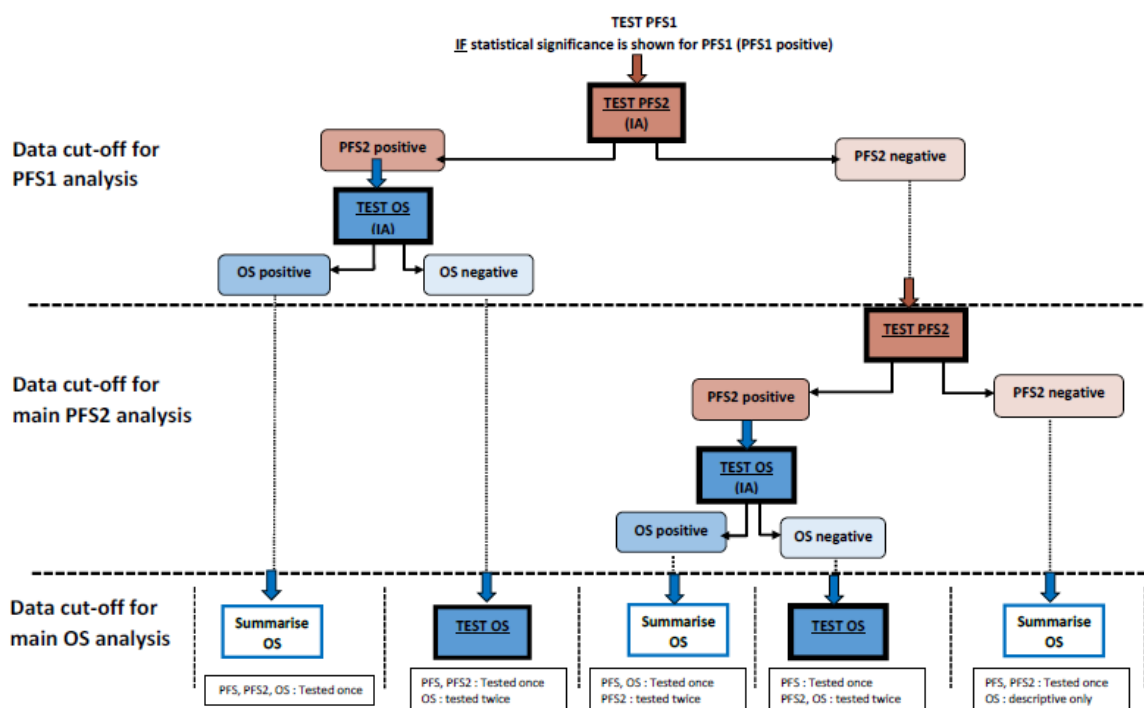 TEST PFS1
IF statistical significance is shown for PFS1 (PFS1 positive)
TEST PFS2
(IA)
Data cut-off for
PFS1 analysis
PFS2 positive
PFS2 negative
TEST OS
(IA)
OS positive
OS negative
TEST PFS2
Data cut-off for
main PFS2 analysis
PFS2 positive
PFS2 negative
TEST OS
(IA)
OS positive
OS negative
Data cut-off for
main OS analysis
Summarise
OS
TEST OS
Summarise
OS
TEST OS
Summarise
OS
PFS, PFS2, OS : Tested once
PFS, PFS2 : Tested once
OS : tested twice
PFS, OS : Tested once
PFS2 : tested twice
PFS : Tested once
PFS2, OS : tested twice
PFS, PFS2 : Tested once
OS : descriptive only